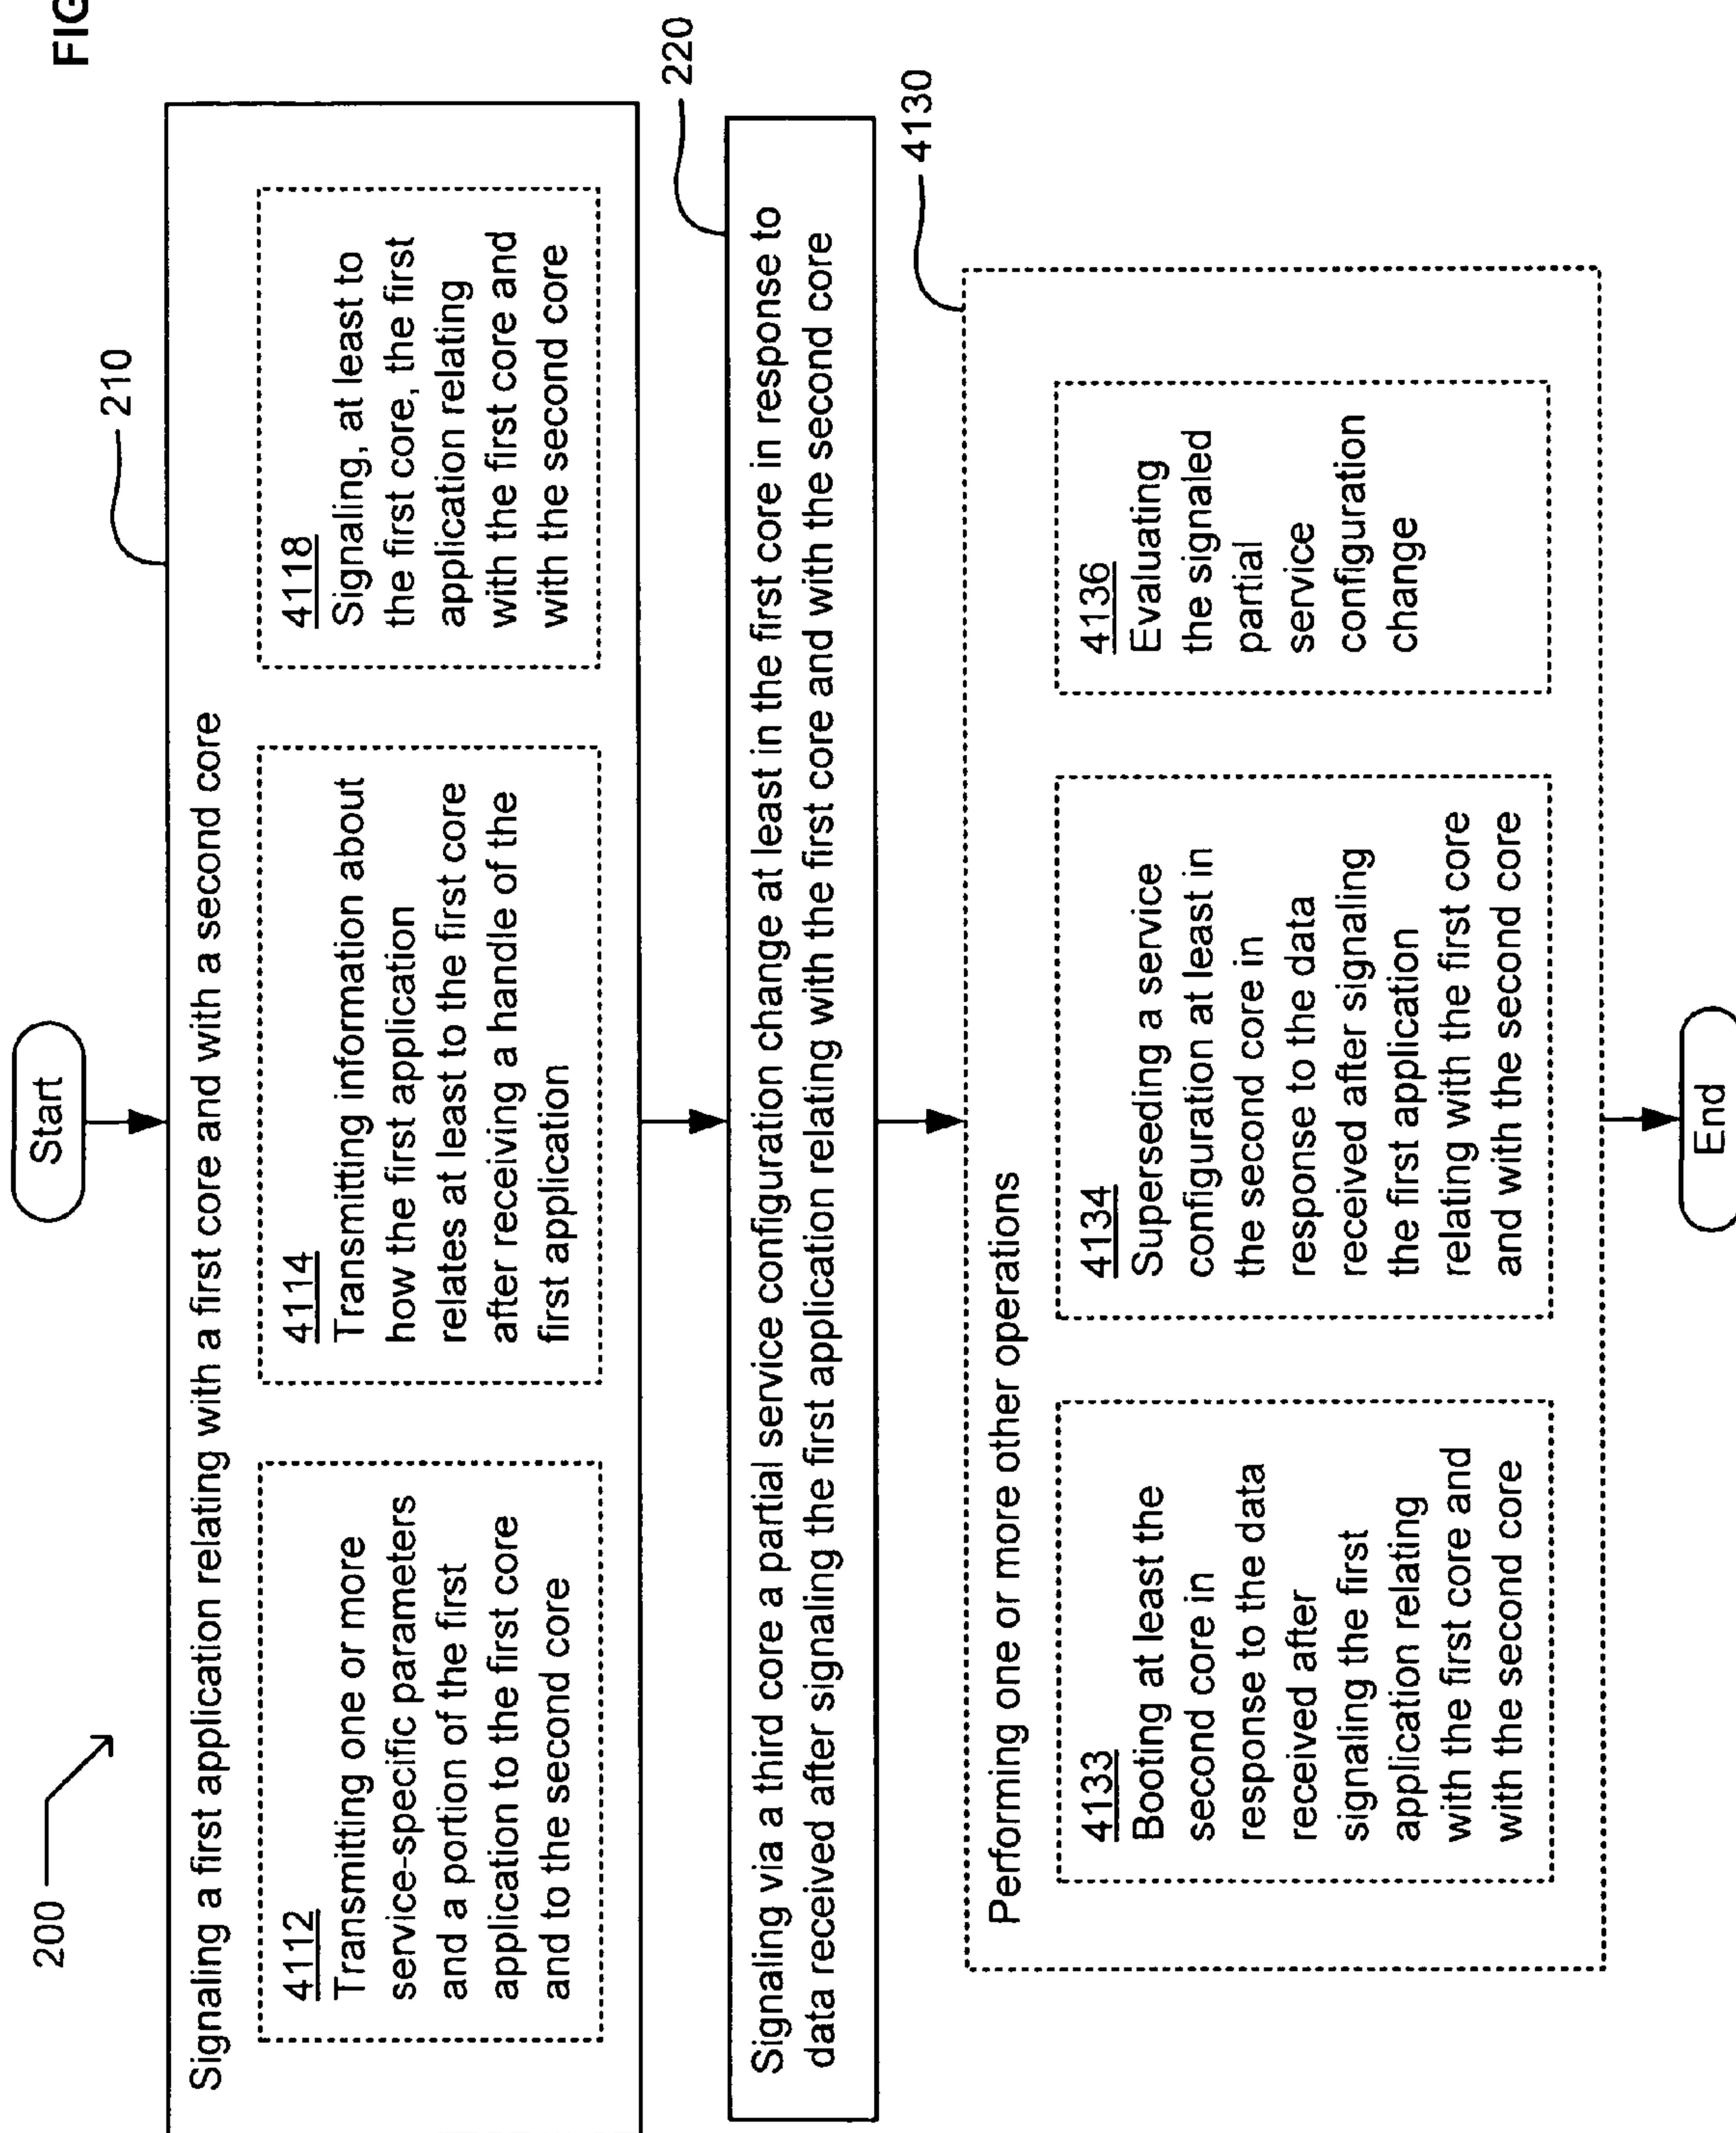 FIG
200
Start
210
Signaling a first application relating with a first core and with a second core
4112
Transmitting one or more
service-specific parameters
and a portion of the first
application to the first core
and to the second core
4114
Transmitting information about
how the first application
relates at least to the first core
after receiving a handle of the
first application
4118
Signaling, at least to
the first core, the first
application relating
with the first core and
with the second core
220
Signaling via a third core a partial service configuration change at least in the first core in response to
data received after signaling the first application relating with the first core and with the second core
4130
Performing one or more other operations
4133
Booting at least the
second core in
response to the data
received after
signaling the first
application relating
with the first core and
with the second core
4134
Superseding a service
configuration at least in
the second core in
response to the data
received after signaling
the first application
relating with the first core
and with the second core
4136
Evaluating
the signaled
partial
service
configuration
change
End